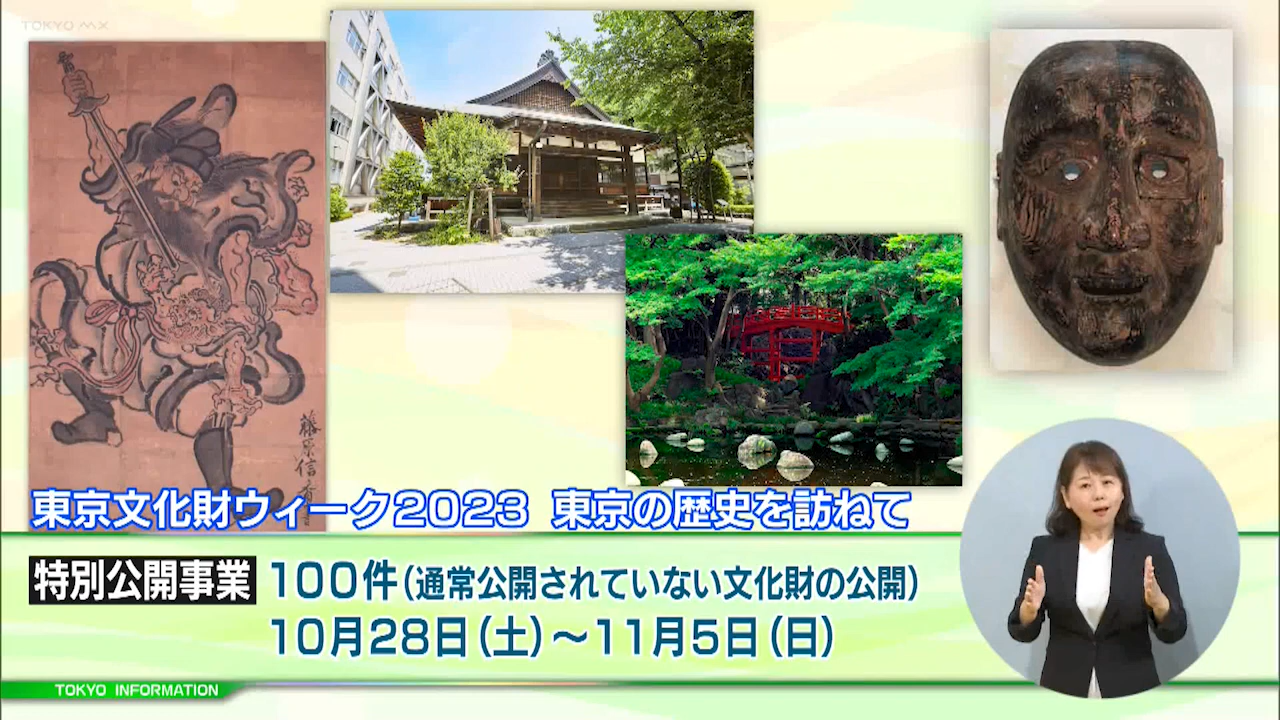 TOKYO MX
藤原信
東京文化財ウィーク2023 東京の歴史を訪ねて
特別公開事業 100件(通常公開されていない文化財の公開)
10月28日(土)~11月5日(日)
TOKYO INFORMATION